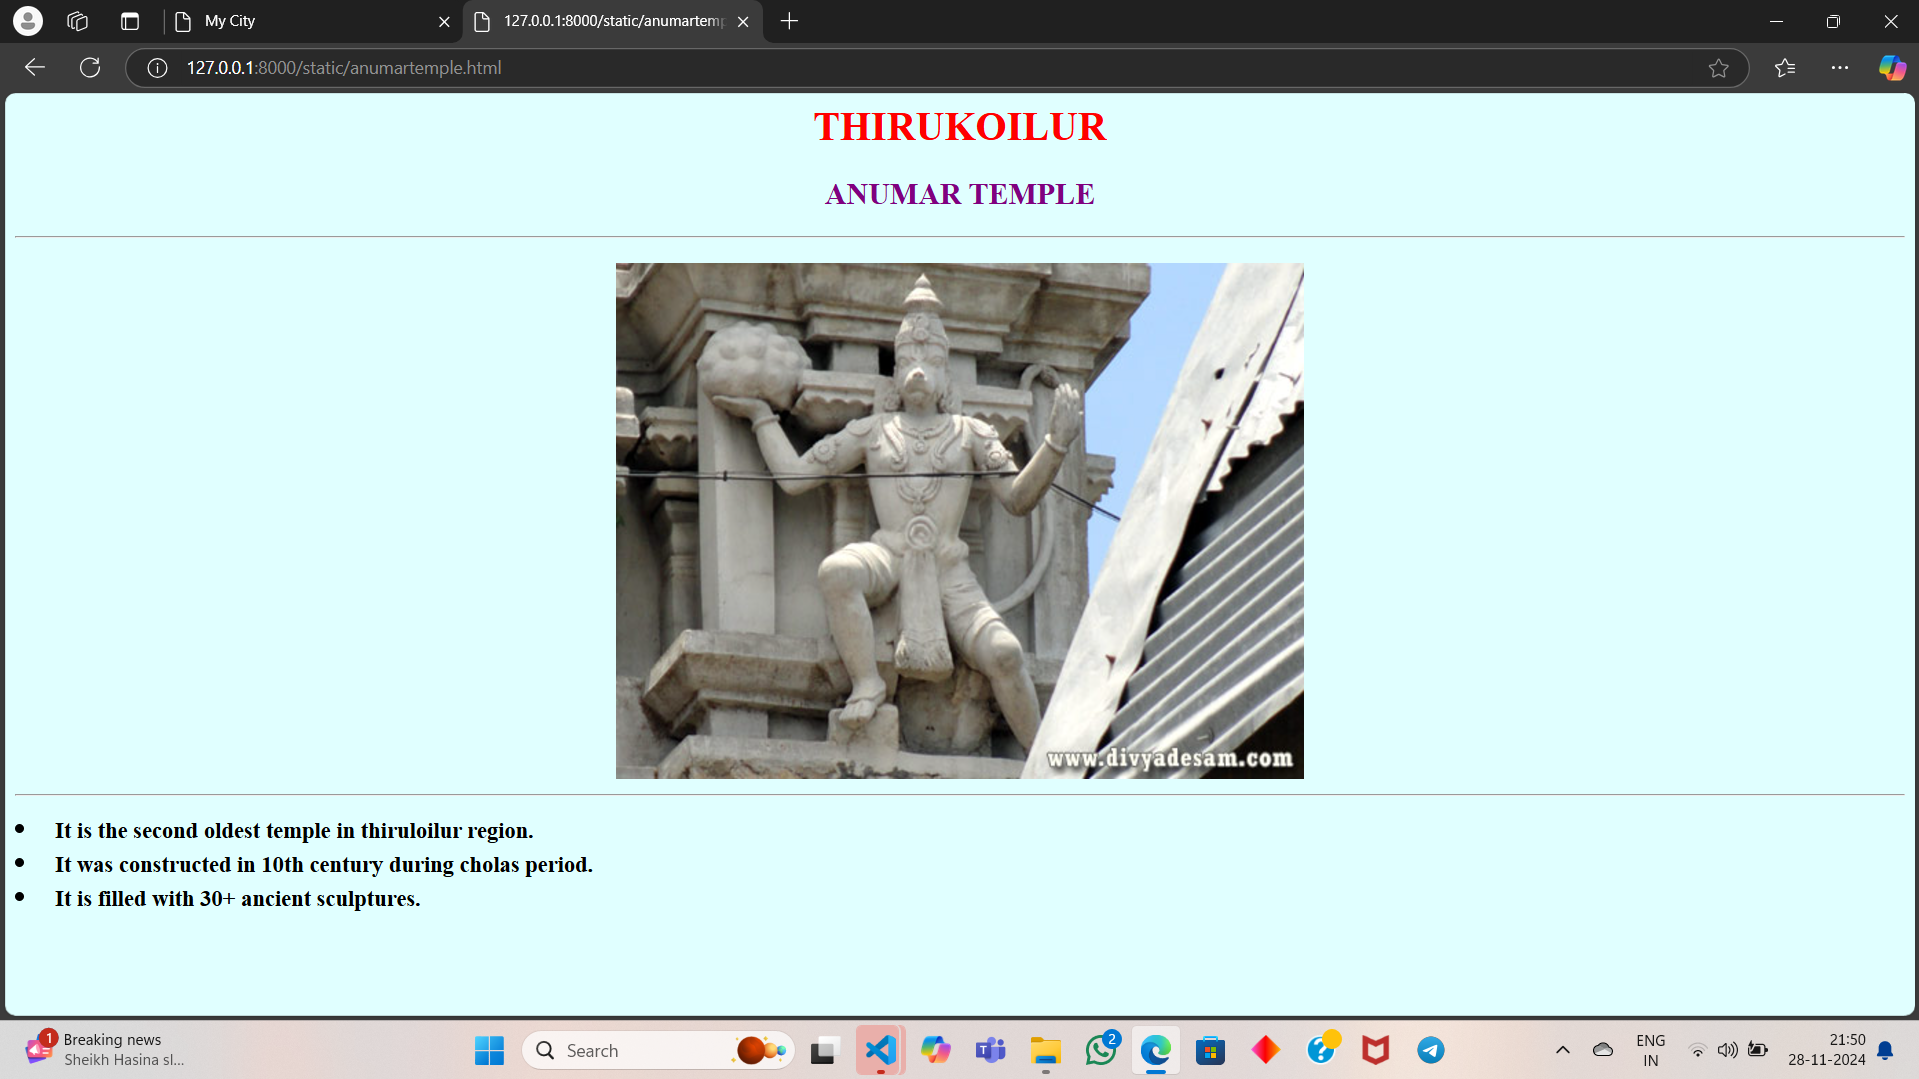 My City
127.0.0.1:8000/static/anumartemp
127.0.0.1:8000/static/anumartemple.html
THIRUKOILUR
ANUMAR TEMPLE
www.divyadesam.com
It is the second oldest temple in thiruloilur region.
It was constructed in 10th century during cholas period.
It is filled with 30+ ancient sculptures.
1
Breaking news
Sheikh Hasina sl...
Search
2
ENG
IN
21:50
28-11-2024